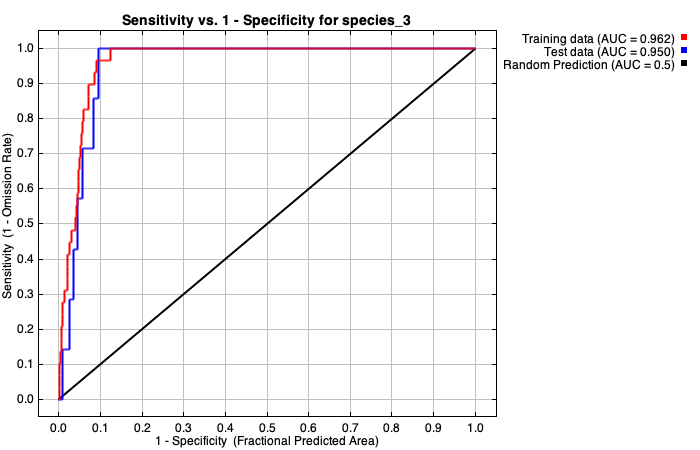 Sensitivity vs. 1 - Specificity for species_3
Training data (AUC = 0.962)
Test data (AUC = 0.950)
Random Prediction (AUC = 0.5)
Sensitivity (1 - Omission Rate)
1.0
0.9
0.8
0.7
0.6
0.5
0.4
0.3
0.2
0.1
0.0
0.0 0.1 0.2 0.3 0.4 0.5 0.6 0.7 0.8 0.9 1.0
1 - Specificity (Fractional Predicted Area)